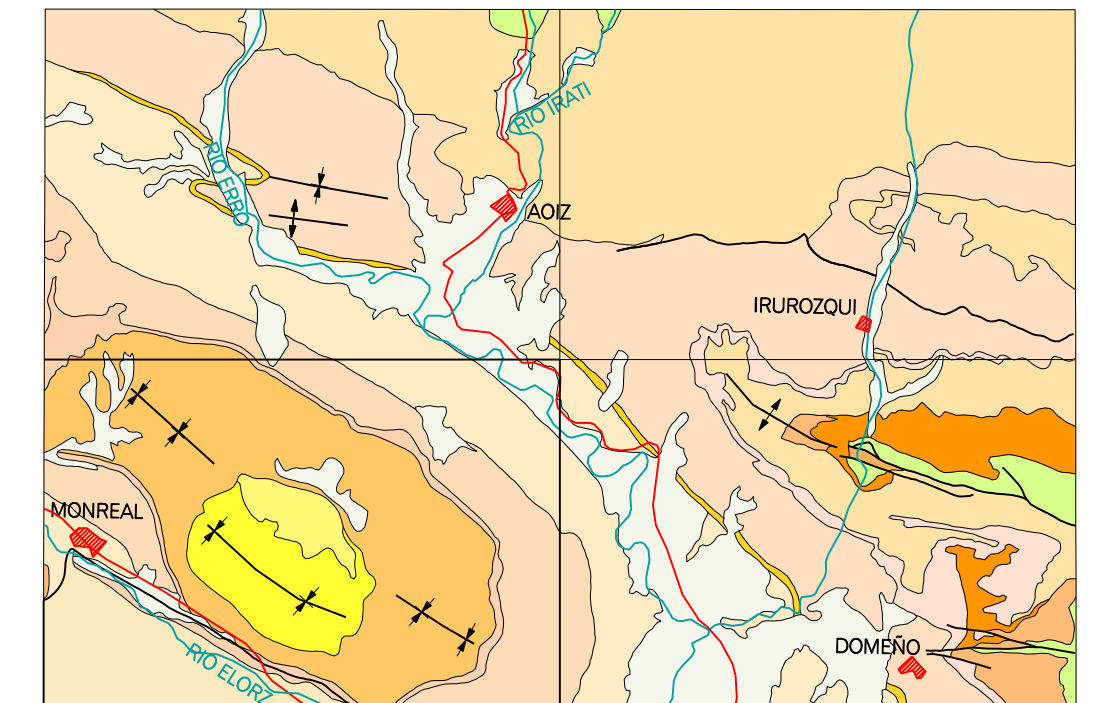 RIO IRATI
RIO ERRO
AOIZ
IRUROZQUI
MONREAL
DOMEÑO
RIO ELORZ